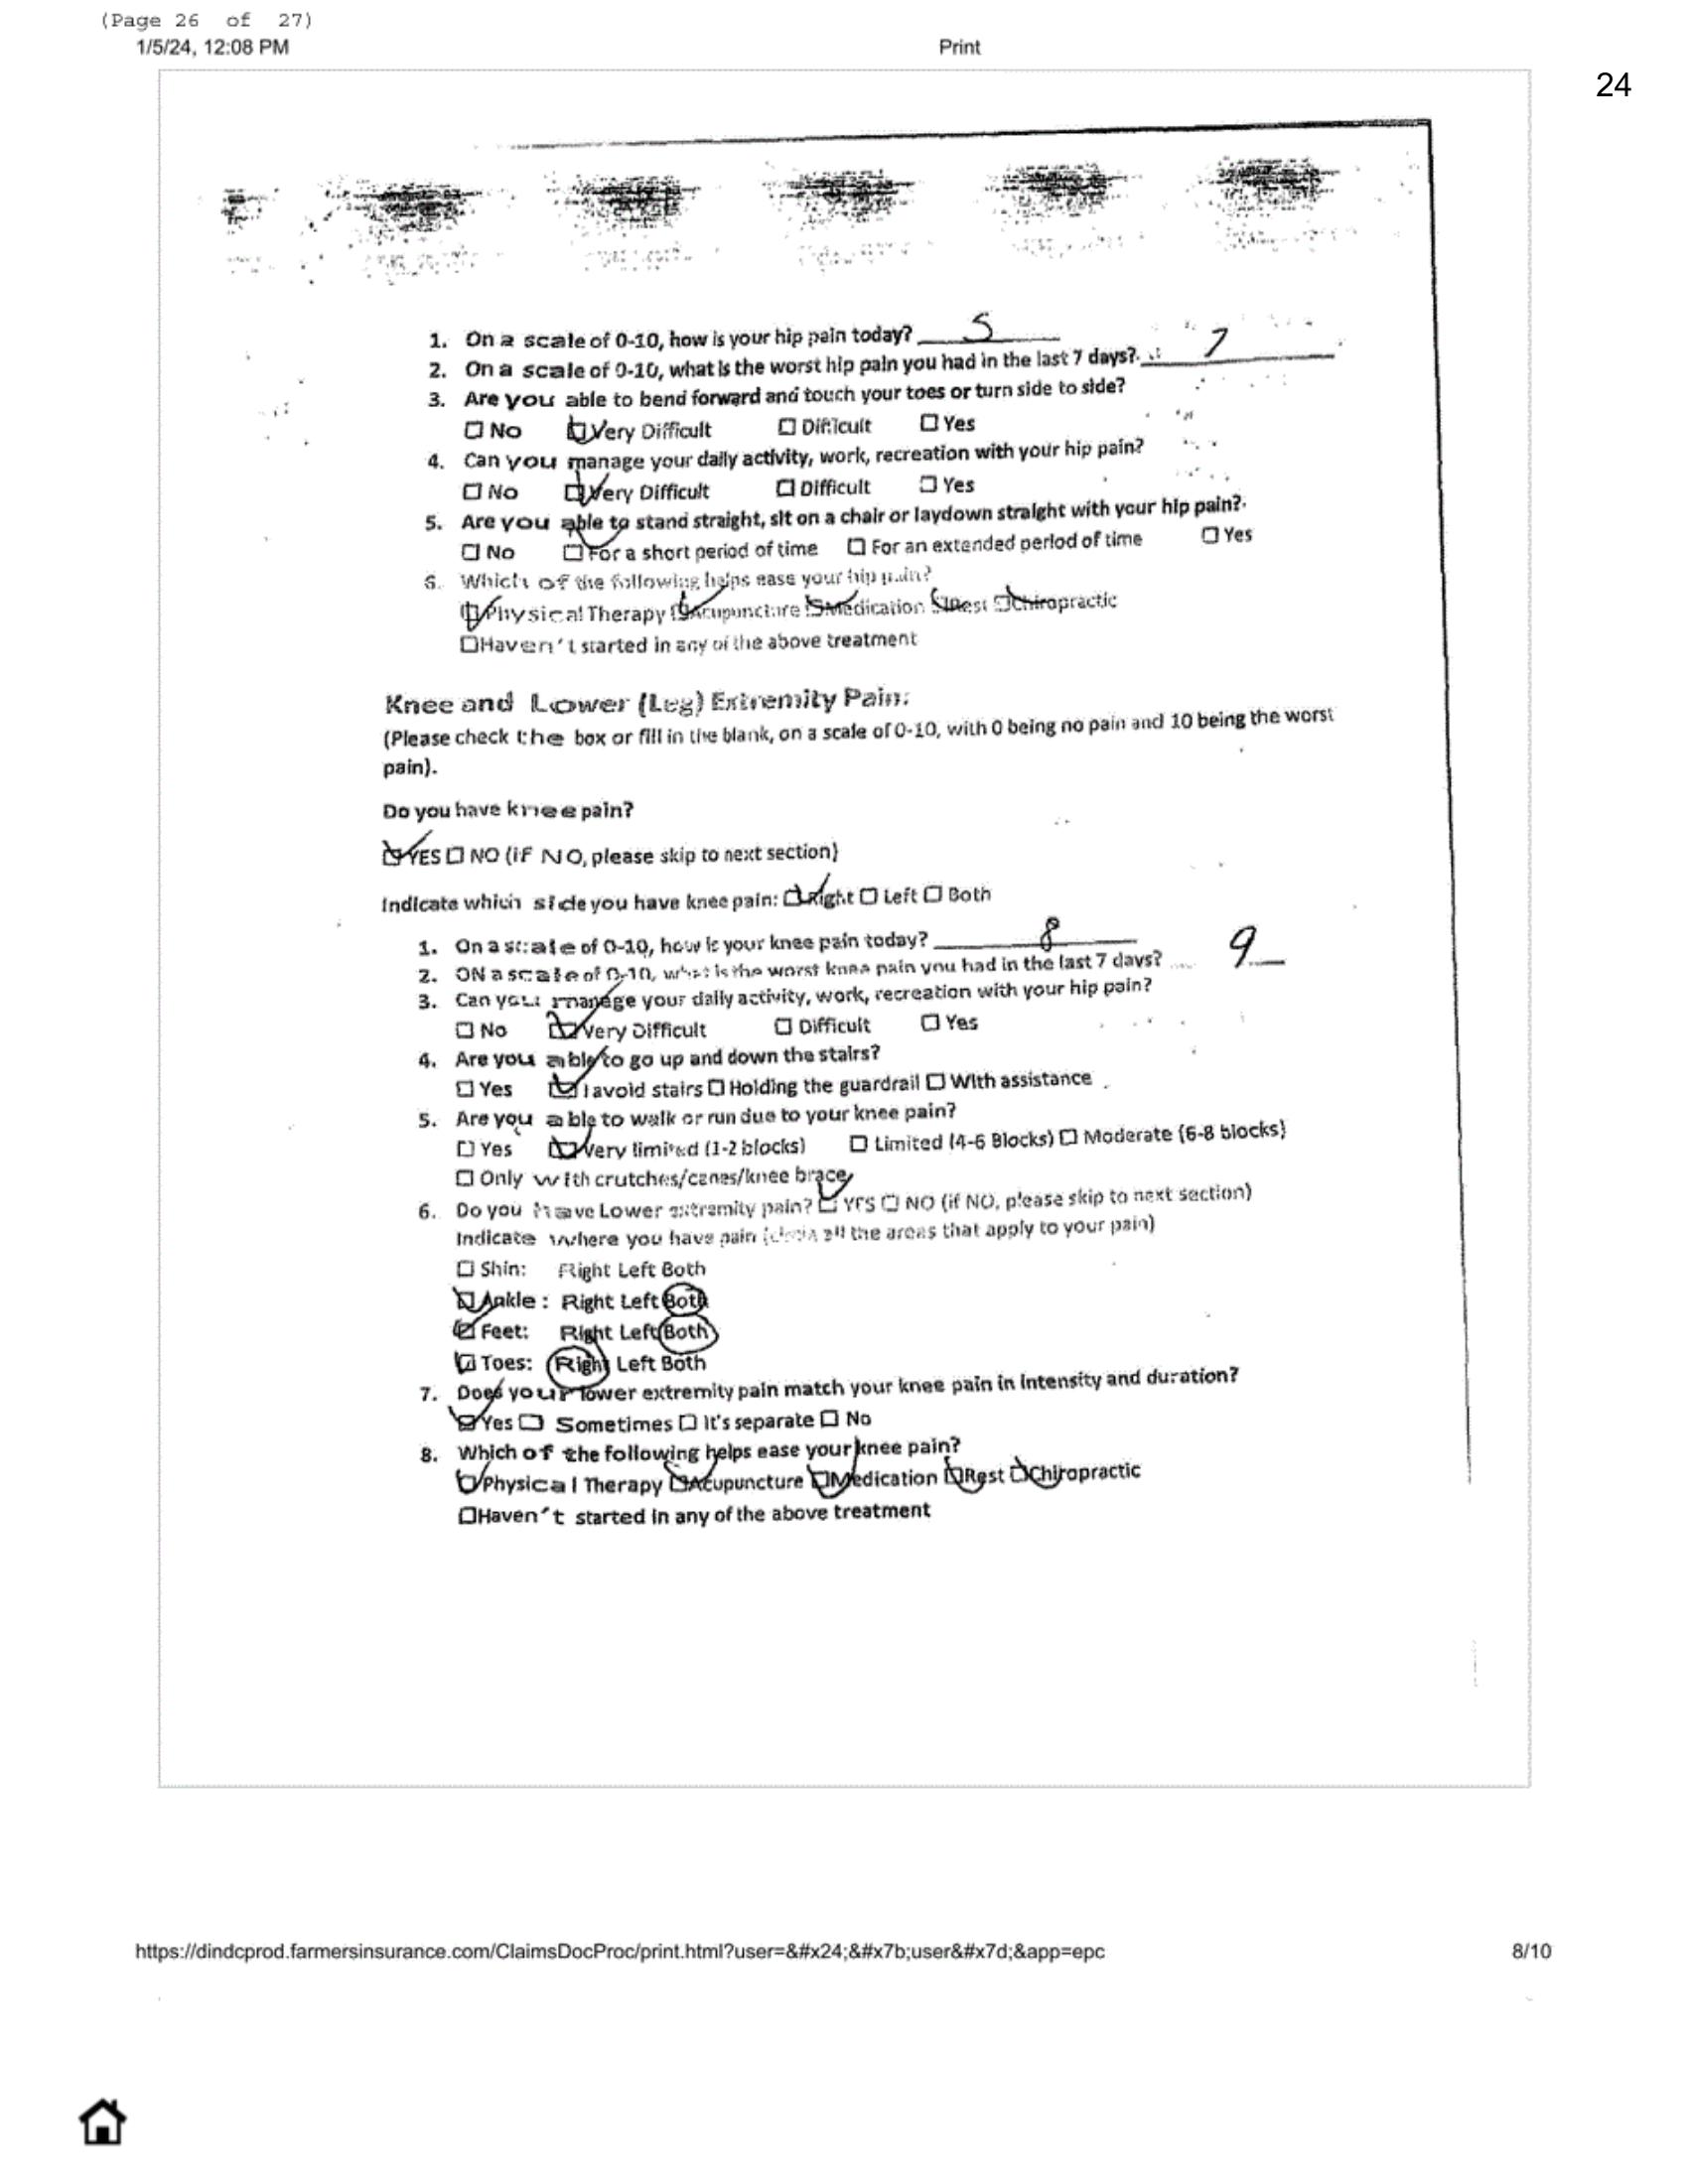 (Page 26 of 27)
1/5/24, 12:08 PM Print
24
1. On a scale of 0-10, how is your hip pain today? 5
2. On a scale of 0-10, what is the worst hip pain you had in the last 7 days? 7
3. Are you able to bend forward and touch your toes or turn side to side?
☐ No ☑ Very Difficult ☐ Difficult ☐ Yes
4. Can you manage your daily activity, work, recreation with your hip pain?
☐ No ☑ Very Difficult ☐ Difficult ☐ Yes
5. Are you able to stand straight, sit on a chair or laydown straight with your hip pain?
☐ No ☑ For a short period of time ☐ For an extended period of time ☐ Yes
6. Which of the following helps ease your hip pain?
☑ Physical Therapy ☑ Acupuncture ☑ Medication ☑ Rest ☑ Chiropractic
☐ Haven't started in any of the above treatment
Knee and Lower (Leg) Extremity Pain:
(Please check the box or fill in the blank, on a scale of 0-10, with 0 being no pain and 10 being the worst
pain).
Do you have knee pain?
☑ YES ☐ NO (iF NO, please skip to next section)
Indicate which side you have knee pain: ☑ Right ☐ Left ☐ Both
1. On a scale of 0-10, how is your knee pain today? 8
2. ON a scale of 0-10, what is the worst knee pain you had in the last 7 days? 9
3. Can you manage your daily activity, work, recreation with your hip pain?
☐ No ☑ Very Difficult ☐ Difficult ☐ Yes
4. Are you able to go up and down the stairs?
☐ Yes ☑ I avoid stairs ☐ Holding the guardrail ☐ With assistance
5. Are you able to walk or run due to your knee pain?
☐ Yes ☑ Very limited (1-2 blocks) ☐ Limited (4-6 Blocks) ☐ Moderate (6-8 blocks)
☐ Only with crutches/canes/knee brace
6. Do you have Lower extremity pain? ☑ YES ☐ NO (if NO, please skip to next section)
Indicate where you have pain (circle all the areas that apply to your pain)
☐ Shin: Right Left Both
☑ Ankle: Right Left Both
☑ Feet: Right Left Both
☑ Toes: Right Left Both
7. Does your lower extremity pain match your knee pain in intensity and duration?
☑ Yes ☐ Sometimes ☐ It's separate ☐ No
8. Which of the following helps ease your knee pain?
☑ Physical Therapy ☑ Acupuncture ☑ Medication ☑ Rest ☑ Chiropractic
☐ Haven't started in any of the above treatment
https://dindcprod.farmersinsurance.com/ClaimsDocProc/print.html?user=&#x24;&#x7b;user&#x7d;&app=epc 8/10